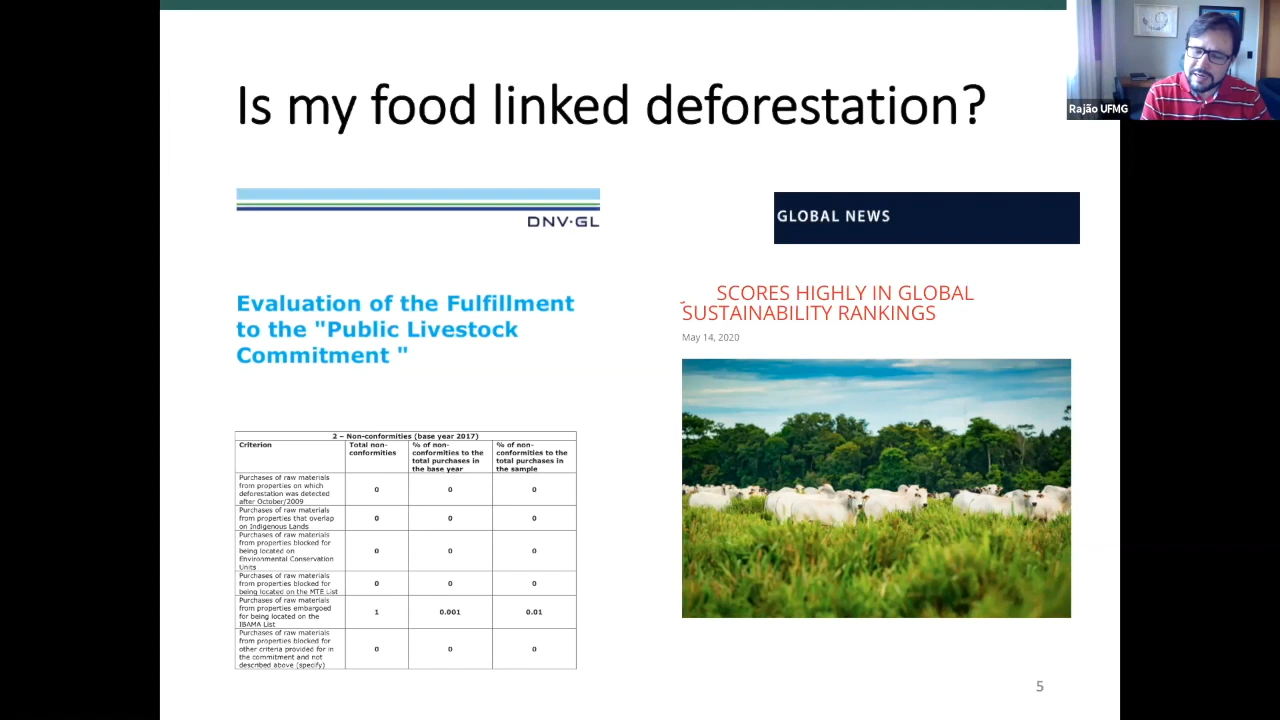 Is my food linked deforestation?
Rajão UFMG
DNV·GL
GLOBAL NEWS
Evaluation of the Fulfillment
to the "Public Livestock
Commitment "
SCORES HIGHLY IN GLOBAL
SUSTAINABILITY RANKINGS
May 14, 2020
2 – Non-conformities (base year 2017)
Criterion
Total non-
conformities
% of non-
conformities to the
total purchases in
the base year
% of non-
conformities to the
total purchases in
the sample
Purchases of raw materials
from properties on which
deforestation was detected
after October/2009
0
0
0
Purchases of raw materials
from properties that overlap
on Indigenous Lands
0
0
0
Purchases of raw materials
from properties blocked for
being located on
Environmental Conservation
Units
0
0
0
Purchases of raw materials
from properties blocked for
being located on the MTE List
0
0
0
Purchases of raw materials
from properties embargoed
for being located on the
IBAMA List
1
0.001
0.01
Purchases of raw materials
from properties blocked for
other criteria provided for in
the commitment and not
described above (specify)
0
0
0
5